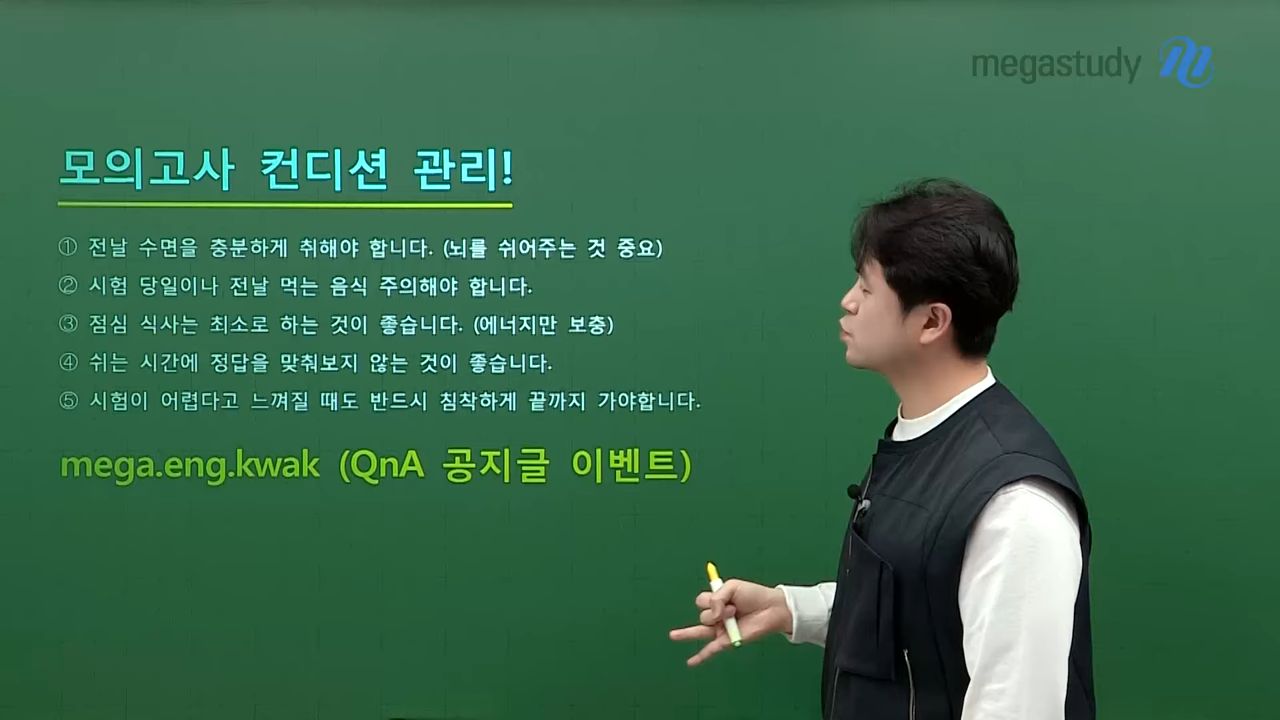 megastudy
모의고사 컨디션 관리!
① 전날 수면을 충분하게 취해야 합니다. (뇌를 쉬어주는 것 중요)
② 시험 당일이나 전날 먹는 음식 주의해야 합니다.
③ 점심 식사는 최소로 하는 것이 좋습니다. (에너지만 보충)
④ 쉬는 시간에 정답을 맞춰보지 않는 것이 좋습니다.
⑤ 시험이 어렵다고 느껴질 때도 반드시 침착하게 끝까지 가야합니다.
mega.eng.kwak (QnA 공지글 이벤트)